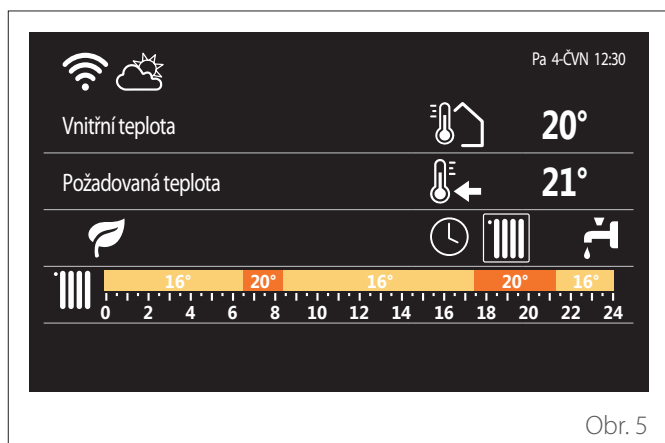 Pa 4-ČVN 12:30
Vnitřní teplota 20°
Požadovaná teplota 21°
16° 20° 16° 20° 16°
0 2 4 6 8 10 12 14 16 18 20 22 24
Obr. 5